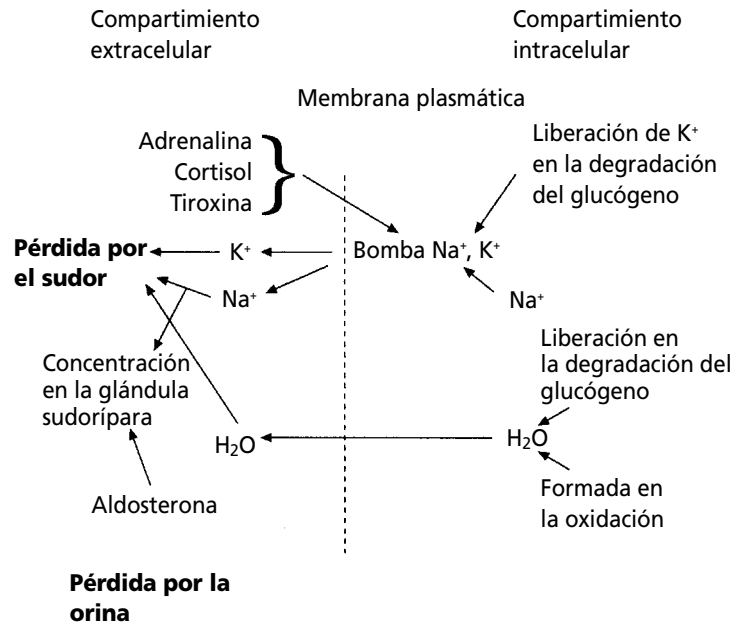 Compartimiento
extracelular
Compartimiento
intracelular
Membrana plasmática
Adrenalina
Cortisol
Tiroxina
Liberación de K⁺
en la degradación
del glucógeno
Pérdida por
el sudor
K⁺
Bomba Na⁺, K⁺
Na⁺
Na⁺
Concentración
en la glándula
sudorípara
Liberación en
la degradación del
glucógeno
H₂O
H₂O
Aldosterona
Formada en
la oxidación
Pérdida por la
orina